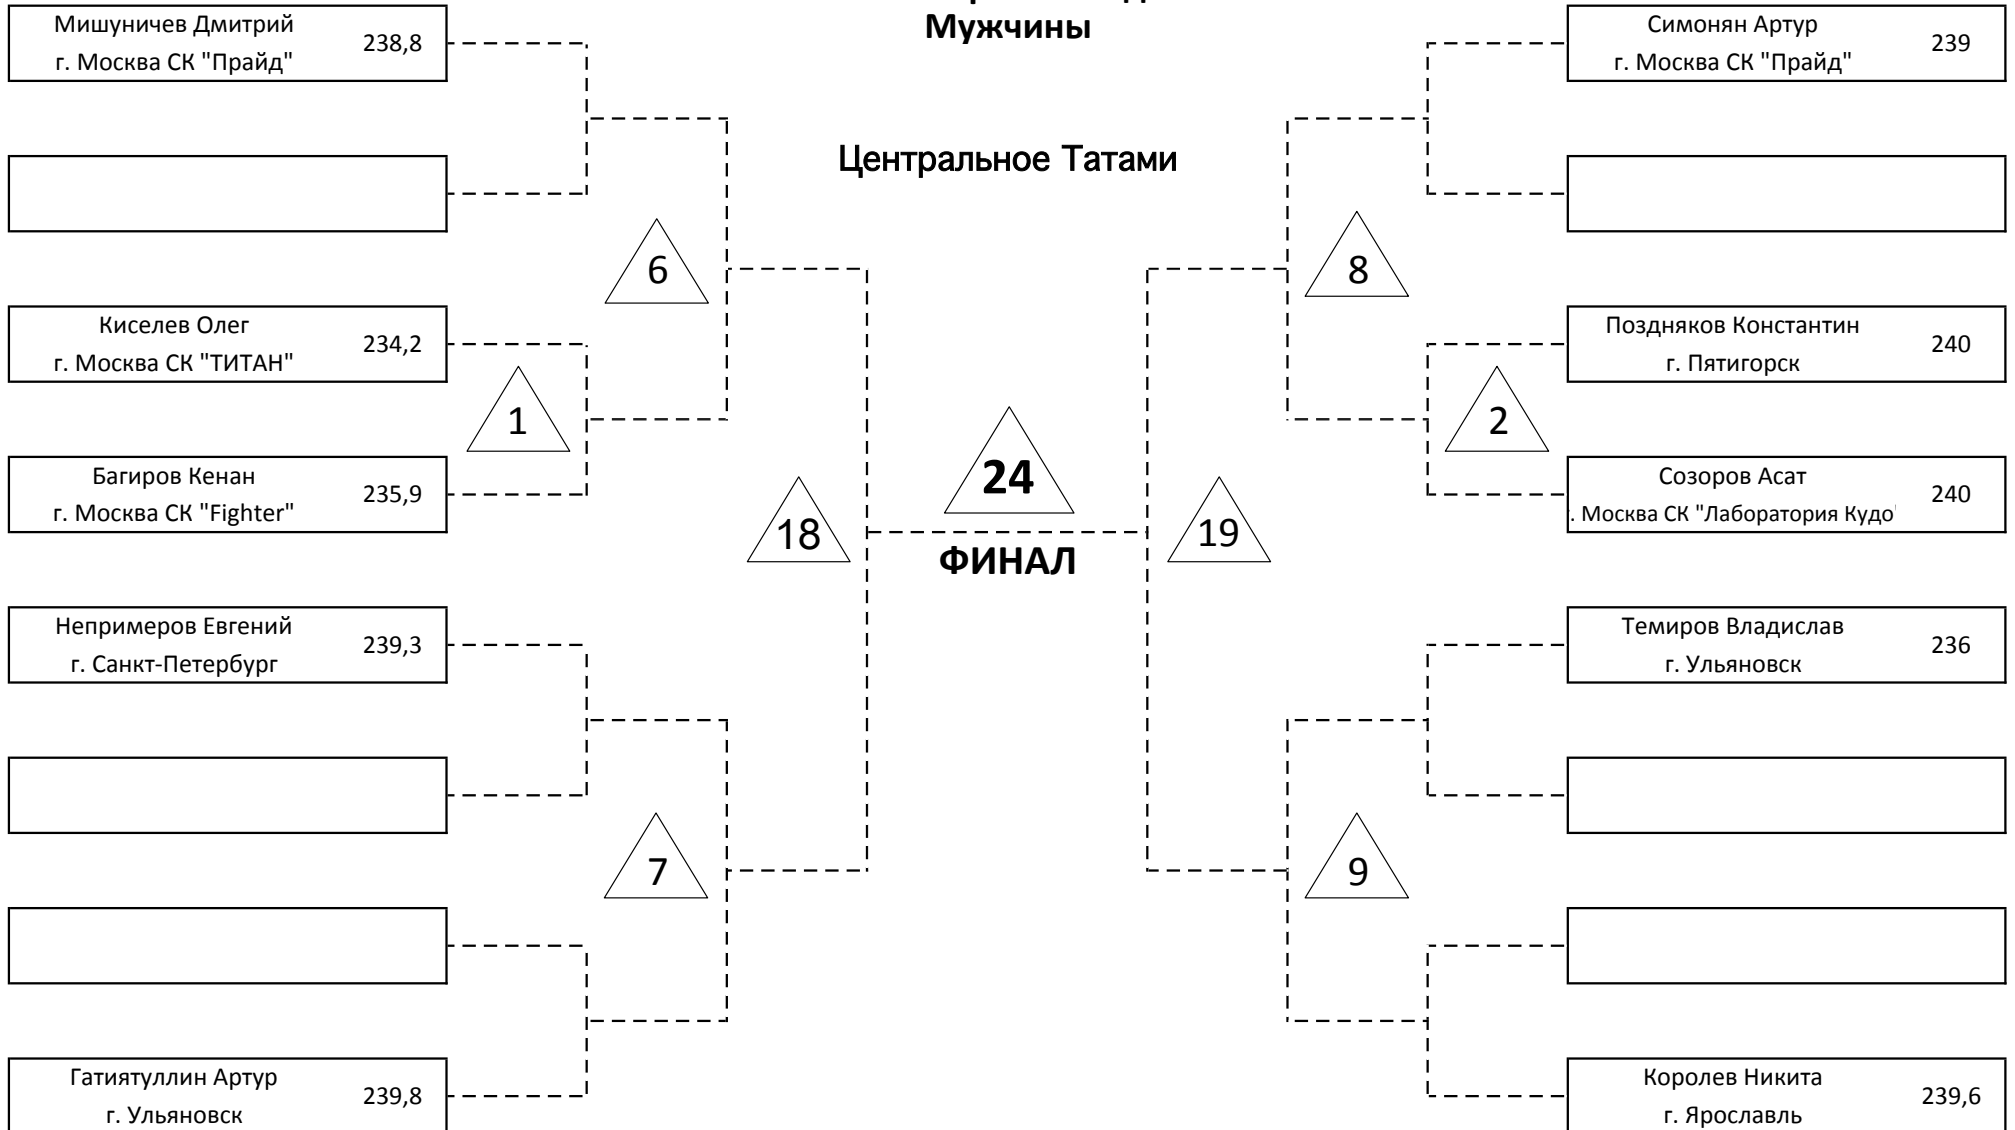 Мужчины
Центральное Татами
Мишуничев Дмитрий
г. Москва СК "Прайд"
238,8
6
Киселев Олег
г. Москва СК "ТИТАН"
234,2
1
Багиров Кенан
г. Москва СК "Fighter"
235,9
18
Непримеров Евгений
г. Санкт-Петербург
239,3
7
Гатиятуллин Артур
г. Ульяновск
239,8
24
ФИНАЛ
Симонян Артур
г. Москва СК "Прайд"
239
8
Поздняков Константин
г. Пятигорск
240
2
Созоров Асат
. Москва СК "Лаборатория Кудо
240
19
Темиров Владислав
г. Ульяновск
236
9
Королев Никита
г. Ярославль
239,6